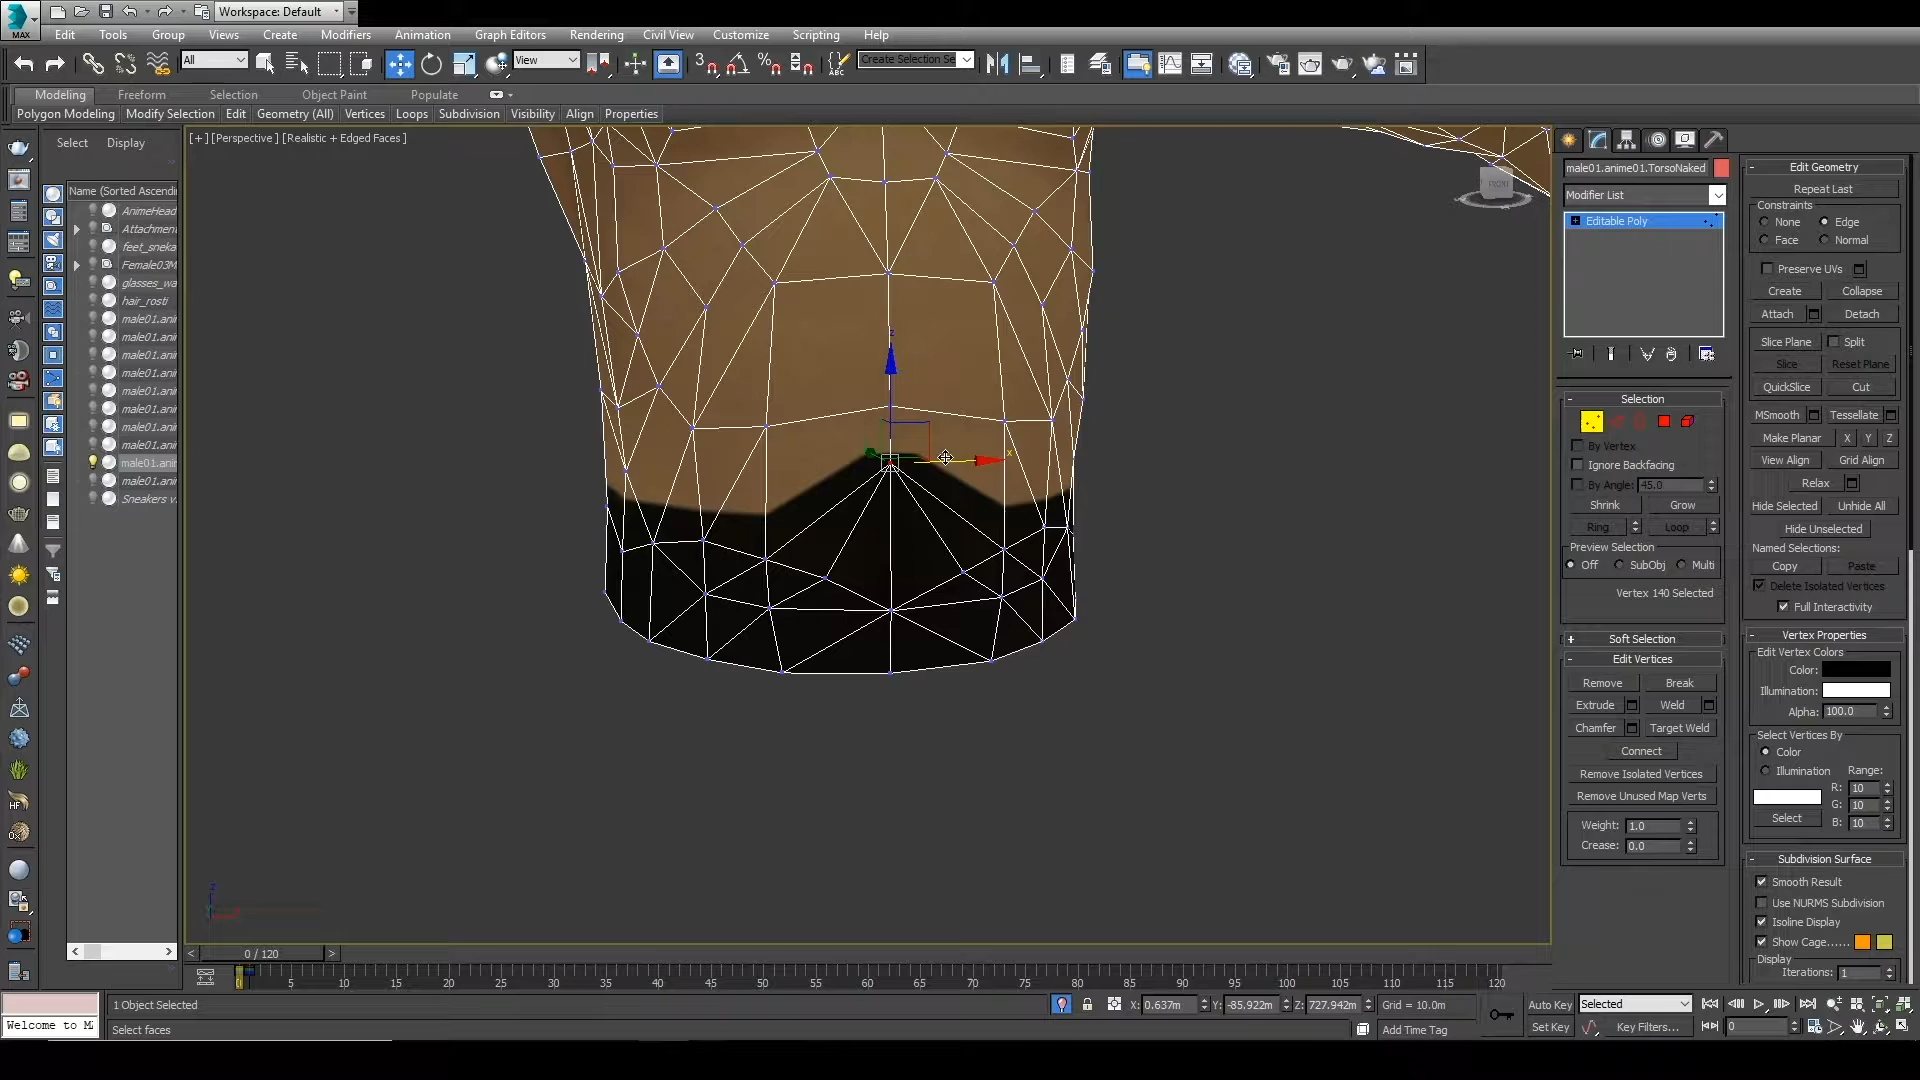 Workspace: Default
MAX
Edit Tools Group Views Create Modifiers Animation Graph Editors Rendering Civil View Customize Scripting Help
All View Create Selection Se
Modeling Freeform Selection Object Paint Populate
Polygon Modeling Modify Selection Edit Geometry (All) Vertices Loops Subdivision Visibility Align Properties
Select Display
Name (Sorted Ascendin
AnimeHead
Attachment
feet_sneka
Female03M
glasses_wa
hair_rosti
male01.ani
male01.ani
male01.ani
male01.ani
male01.ani
male01.ani
male01.ani
male01.ani
male01.anir
male01.ani
Sneakers v.
[+] [Perspective] [Realistic + Edged Faces]
FRONT
z
x
male01.anime01.TorsoNaked
Modifier List
Editable Poly
Selection
By Vertex
Ignore Backfacing
By Angle: 45.0
Shrink Grow
Ring Loop
Preview Selection
Off SubObj Multi
Vertex 140 Selected
Soft Selection
Edit Vertices
Remove Break
Extrude Weld
Chamfer Target Weld
Connect
Remove Isolated Vertices
Remove Unused Map Verts
Weight: 1.0
Crease: 0.0
Edit Geometry
Repeat Last
Constraints
None Edge
Face Normal
Preserve UVs
Create Collapse
Attach Detach
Slice Plane Split
Slice Reset Plane
QuickSlice Cut
MSmooth Tessellate
Make Planar X Y Z
View Align Grid Align
Relax
Hide Selected Unhide All
Hide Unselected
Named Selections:
Copy Paste
Delete Isolated Vertices
Full Interactivity
Vertex Properties
Edit Vertex Colors
Color:
Illumination:
Alpha: 100.0
Select Vertices By
Color
Illumination Range:
R: 10
G: 10
Select B: 10
Subdivision Surface
Smooth Result
Use NURMS Subdivision
Isoline Display
Show Cage......
Display
Iterations: 1
0 / 120
5 10 15 20 25 30 35 40 45 50 55 60 65 70 75 80 85 90 95 100 105 110 115 120
1 Object Selected X: 0.637m Y: -85.922m Z: 727.942m Grid = 10.0m Auto Key Selected
Welcome to M
Select faces Add Time Tag Set Key Key Filters... 0